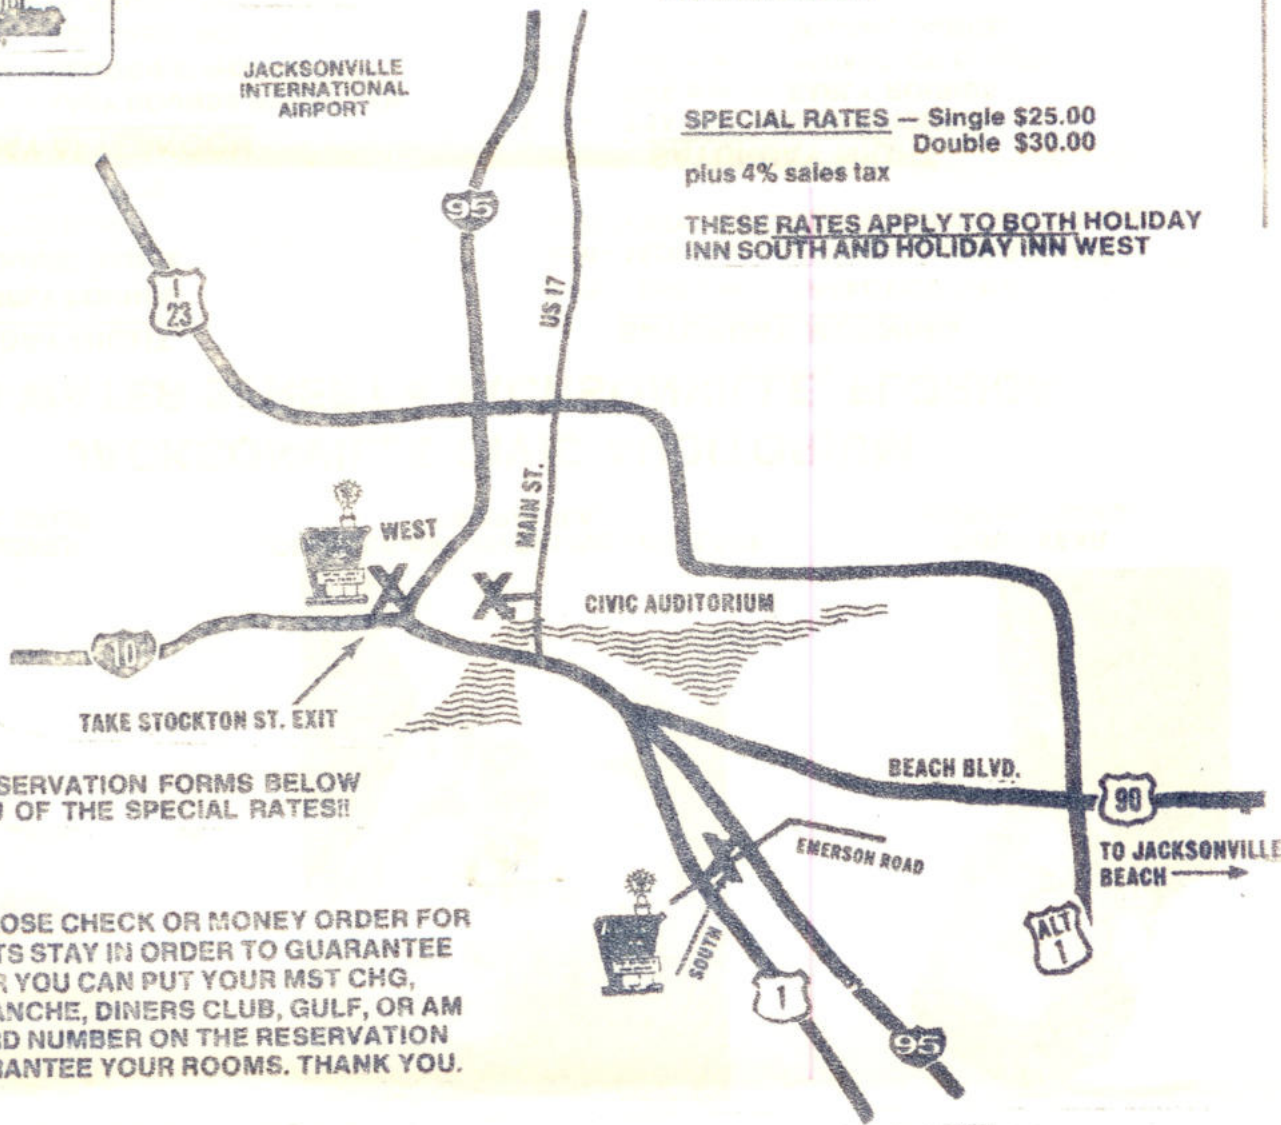 JACKSONVILLE
INTERNATIONAL
AIRPORT
SPECIAL RATES — Single $25.00
Double $30.00
plus 4% sales tax
THESE RATES APPLY TO BOTH HOLIDAY
INN SOUTH AND HOLIDAY INN WEST
95
1
23
US 17
MAIN ST.
WEST
X
X
CIVIC AUDITORIUM
10
TAKE STOCKTON ST. EXIT
SERVATION FORMS BELOW
OF THE SPECIAL RATES!!
BEACH BLVD.
90
EMERSON ROAD
TO JACKSONVILLE
BEACH
ALT
1
SOUTH
1
95
OSE CHECK OR MONEY ORDER FOR
TS STAY IN ORDER TO GUARANTEE
R YOU CAN PUT YOUR MST CHG,
ANCHE, DINERS CLUB, GULF, OR AM
RD NUMBER ON THE RESERVATION
RANTEE YOUR ROOMS. THANK YOU.